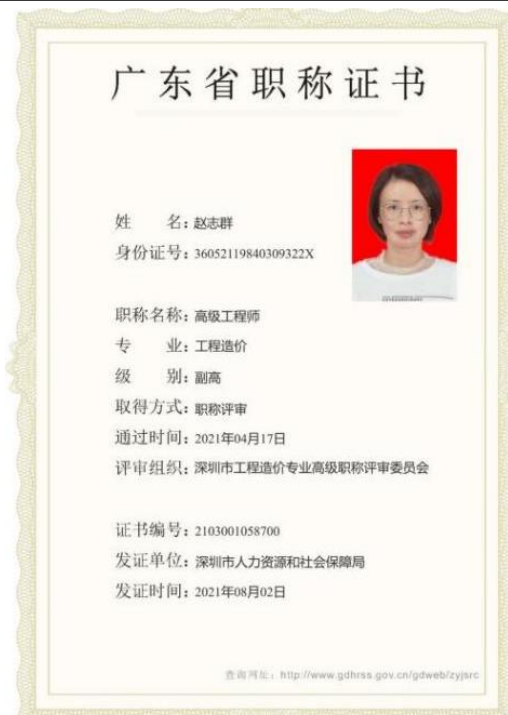 广东省职称证书
姓 名:赵志群
身份证号:36052119840309322X
职称名称:高级工程师
专 业:工程造价
级 别:副高
取得方式:职称评审
通过时间:2021年04月17日
评审组织:深圳市工程造价专业高级职称评审委员会
证书编号:2103001058700
发证单位:深圳市人力资源和社会保障局
发证时间:2021年08月02日
查询网址:http://www.gdhrss.gov.cn/gdweb/zyjsrc